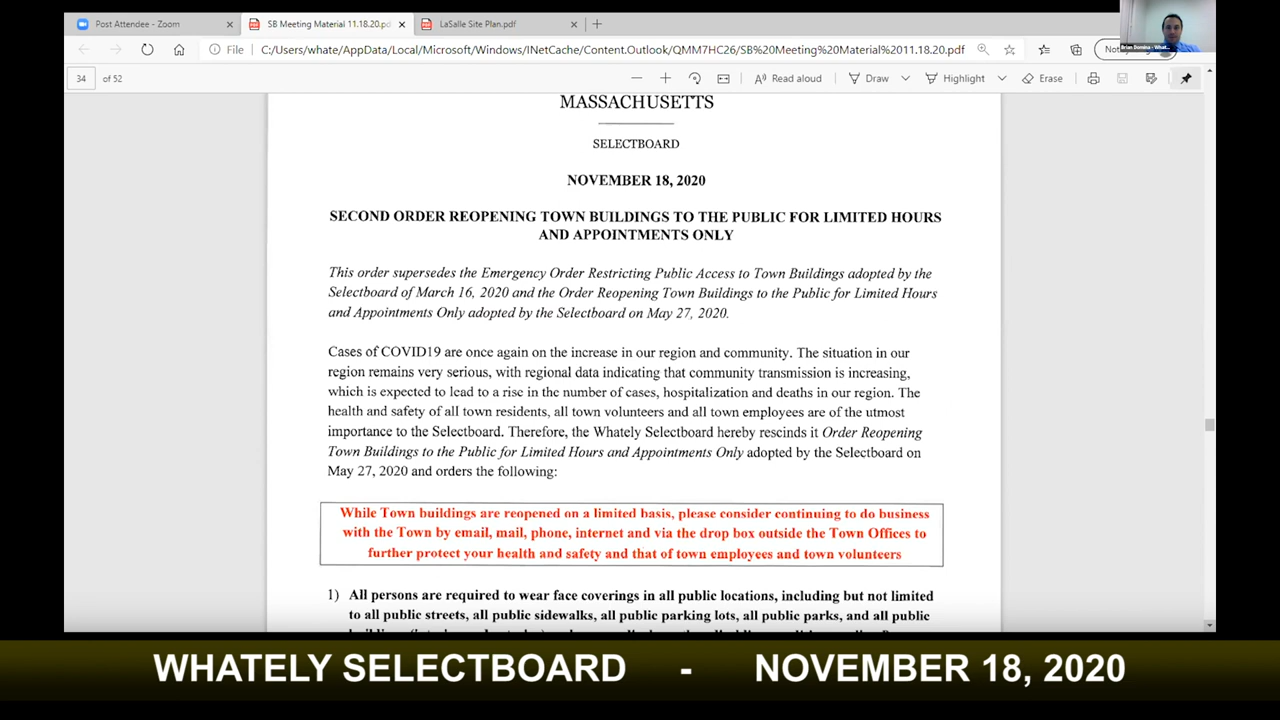 Post Attendee - Zoom
SB Meeting Material 11.18.20.pd
LaSalle Site Plan.pdf
File
C:/Users/whate/AppData/Local/Microsoft/Windows/INetCache/Content.Outlook/QMM7HC26/SB%20Meeting%20Material%2011.18.20.pdf
34 of 52
Read aloud
Draw
Highlight
Erase
MASSACHUSETTS
SELECTBOARD
NOVEMBER 18, 2020
SECOND ORDER REOPENING TOWN BUILDINGS TO THE PUBLIC FOR LIMITED HOURS
AND APPOINTMENTS ONLY
This order supersedes the Emergency Order Restricting Public Access to Town Buildings adopted by the
Selectboard of March 16, 2020 and the Order Reopening Town Buildings to the Public for Limited Hours
and Appointments Only adopted by the Selectboard on May 27, 2020.
Cases of COVID19 are once again on the increase in our region and community. The situation in our
region remains very serious, with regional data indicating that community transmission is increasing,
which is expected to lead to a rise in the number of cases, hospitalization and deaths in our region. The
health and safety of all town residents, all town volunteers and all town employees are of the utmost
importance to the Selectboard. Therefore, the Whately Selectboard hereby rescinds it Order Reopening
Town Buildings to the Public for Limited Hours and Appointments Only adopted by the Selectboard on
May 27, 2020 and orders the following:
While Town buildings are reopened on a limited basis, please consider continuing to do business
with the Town by email, mail, phone, internet and via the drop box outside the Town Offices to
further protect your health and safety and that of town employees and town volunteers
1) All persons are required to wear face coverings in all public locations, including but not limited
to all public streets, all public sidewalks, all public parking lots, all public parks, and all public
WHATELY SELECTBOARD - NOVEMBER 18, 2020